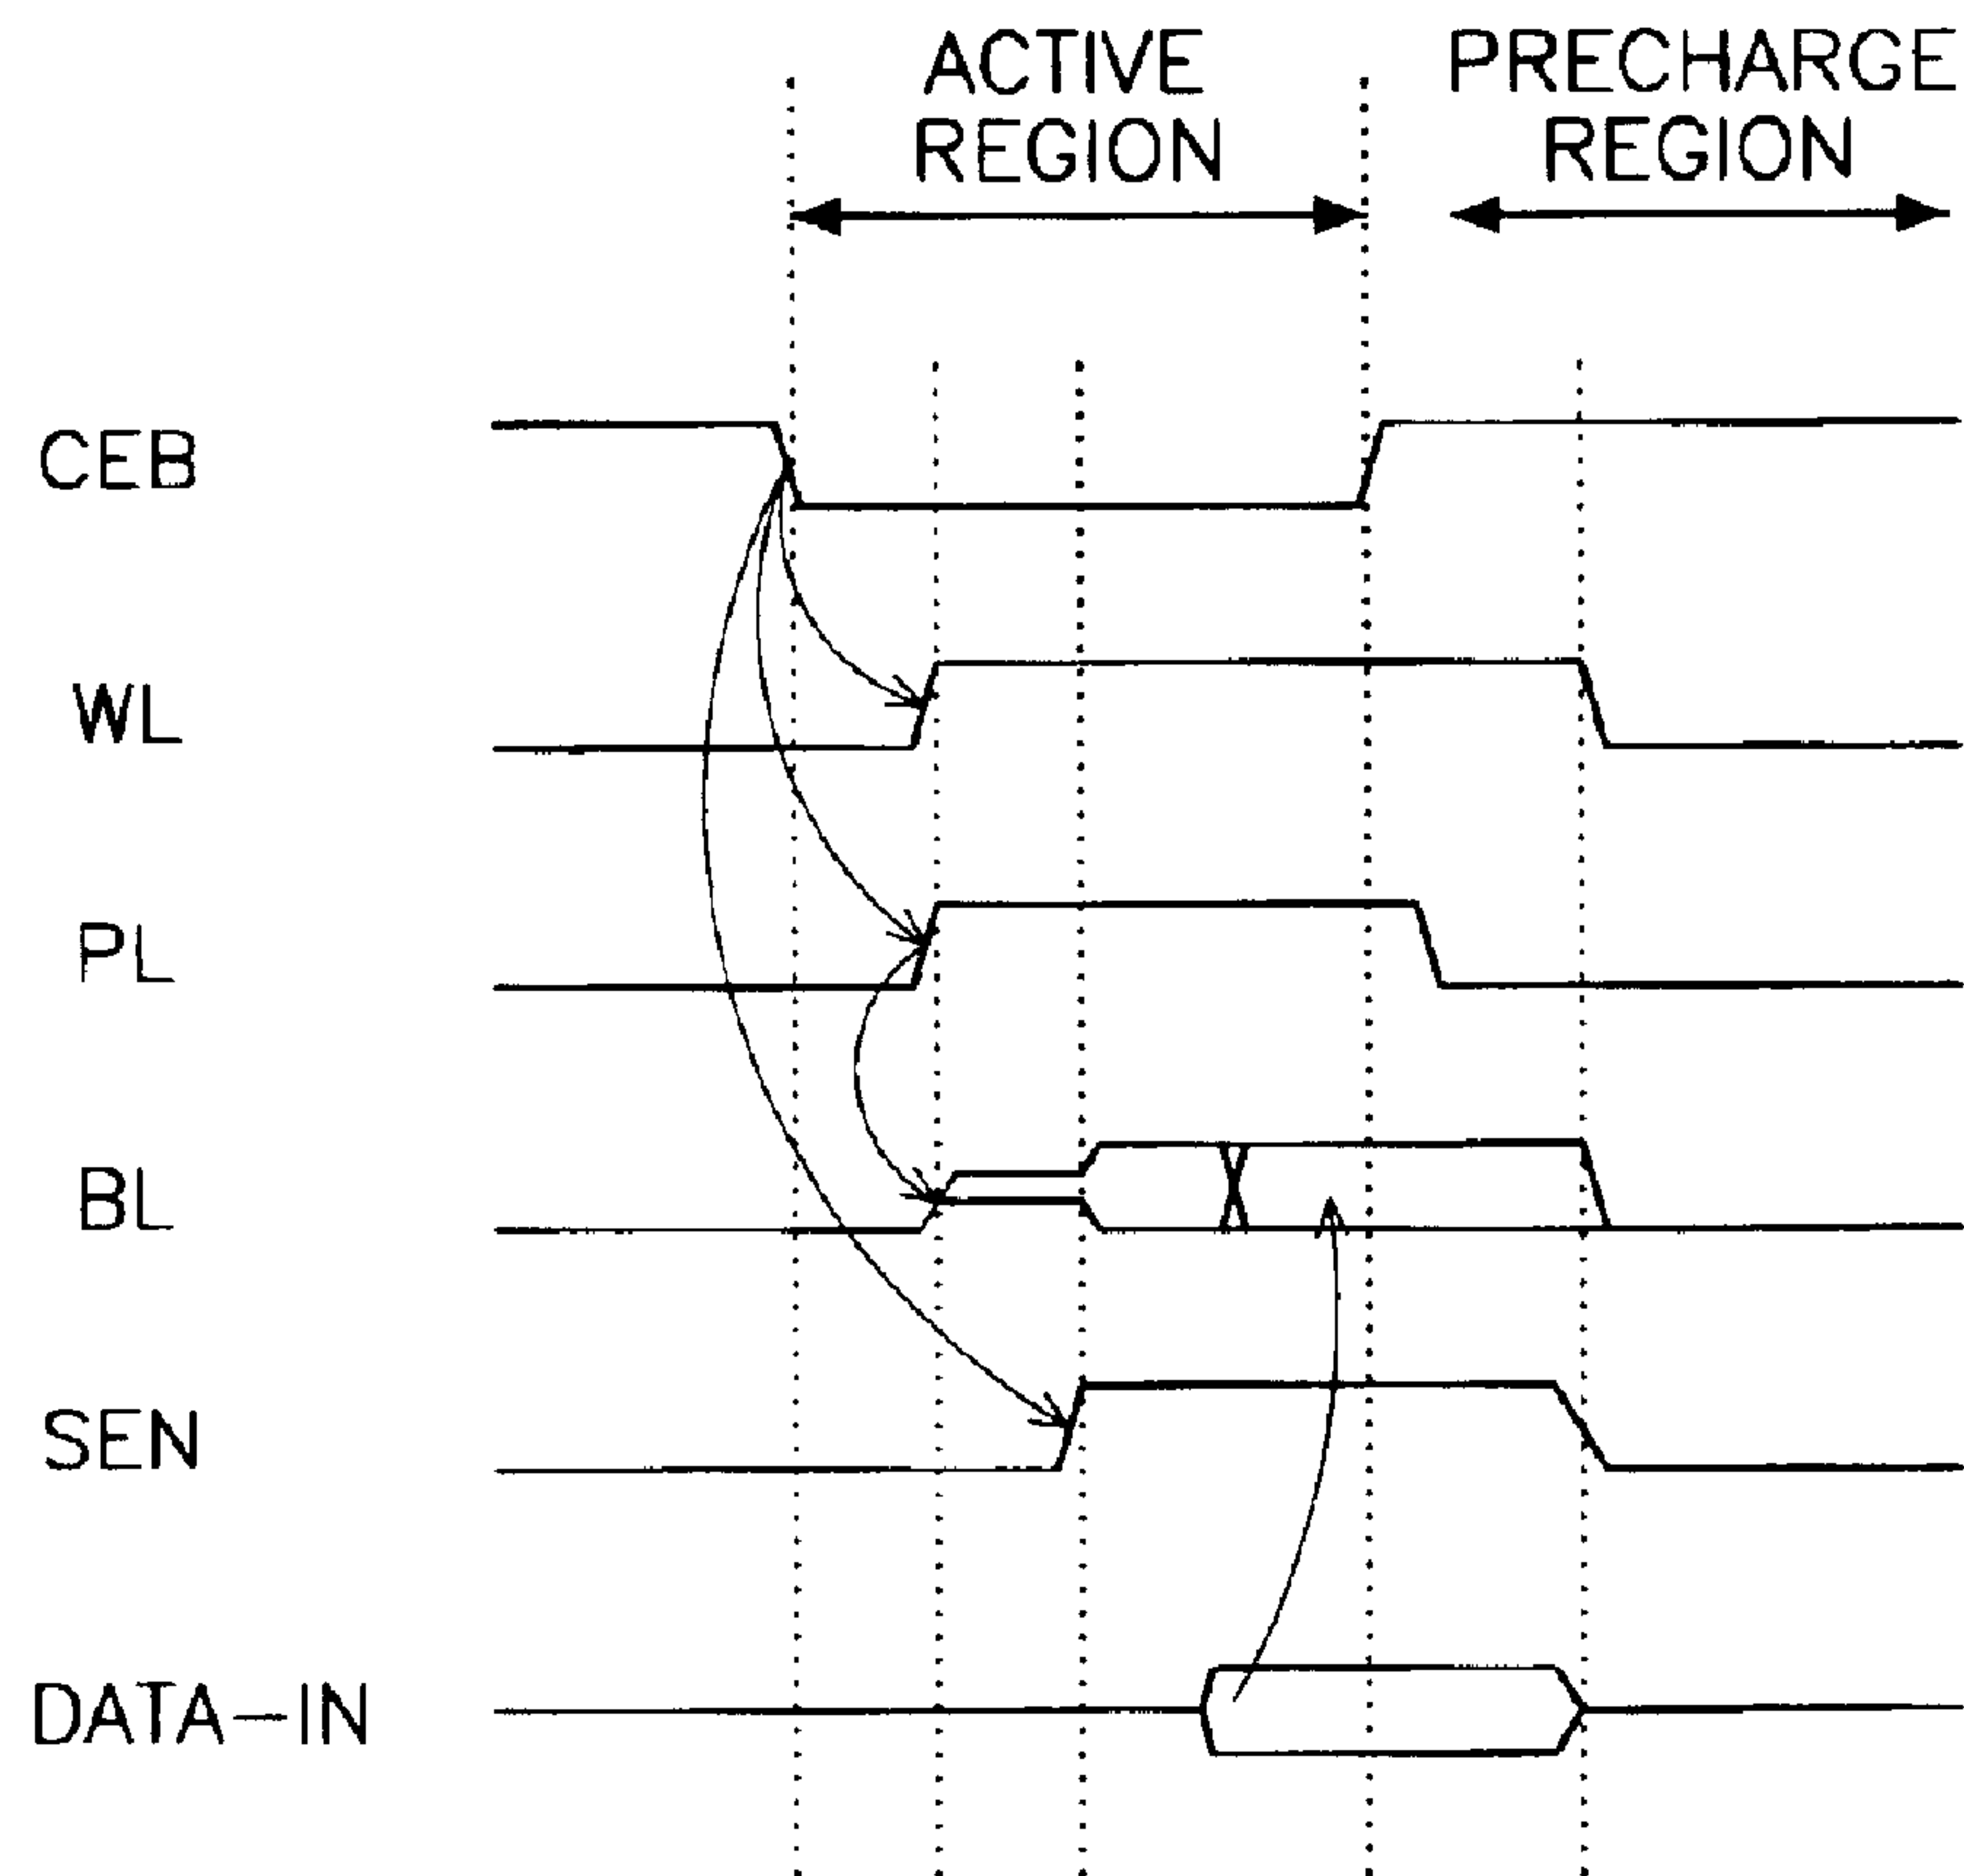 ACTIVE
REGION
PRECHARGE
REGION
CEB
WL
PL
BL
SEN
DATA-IN